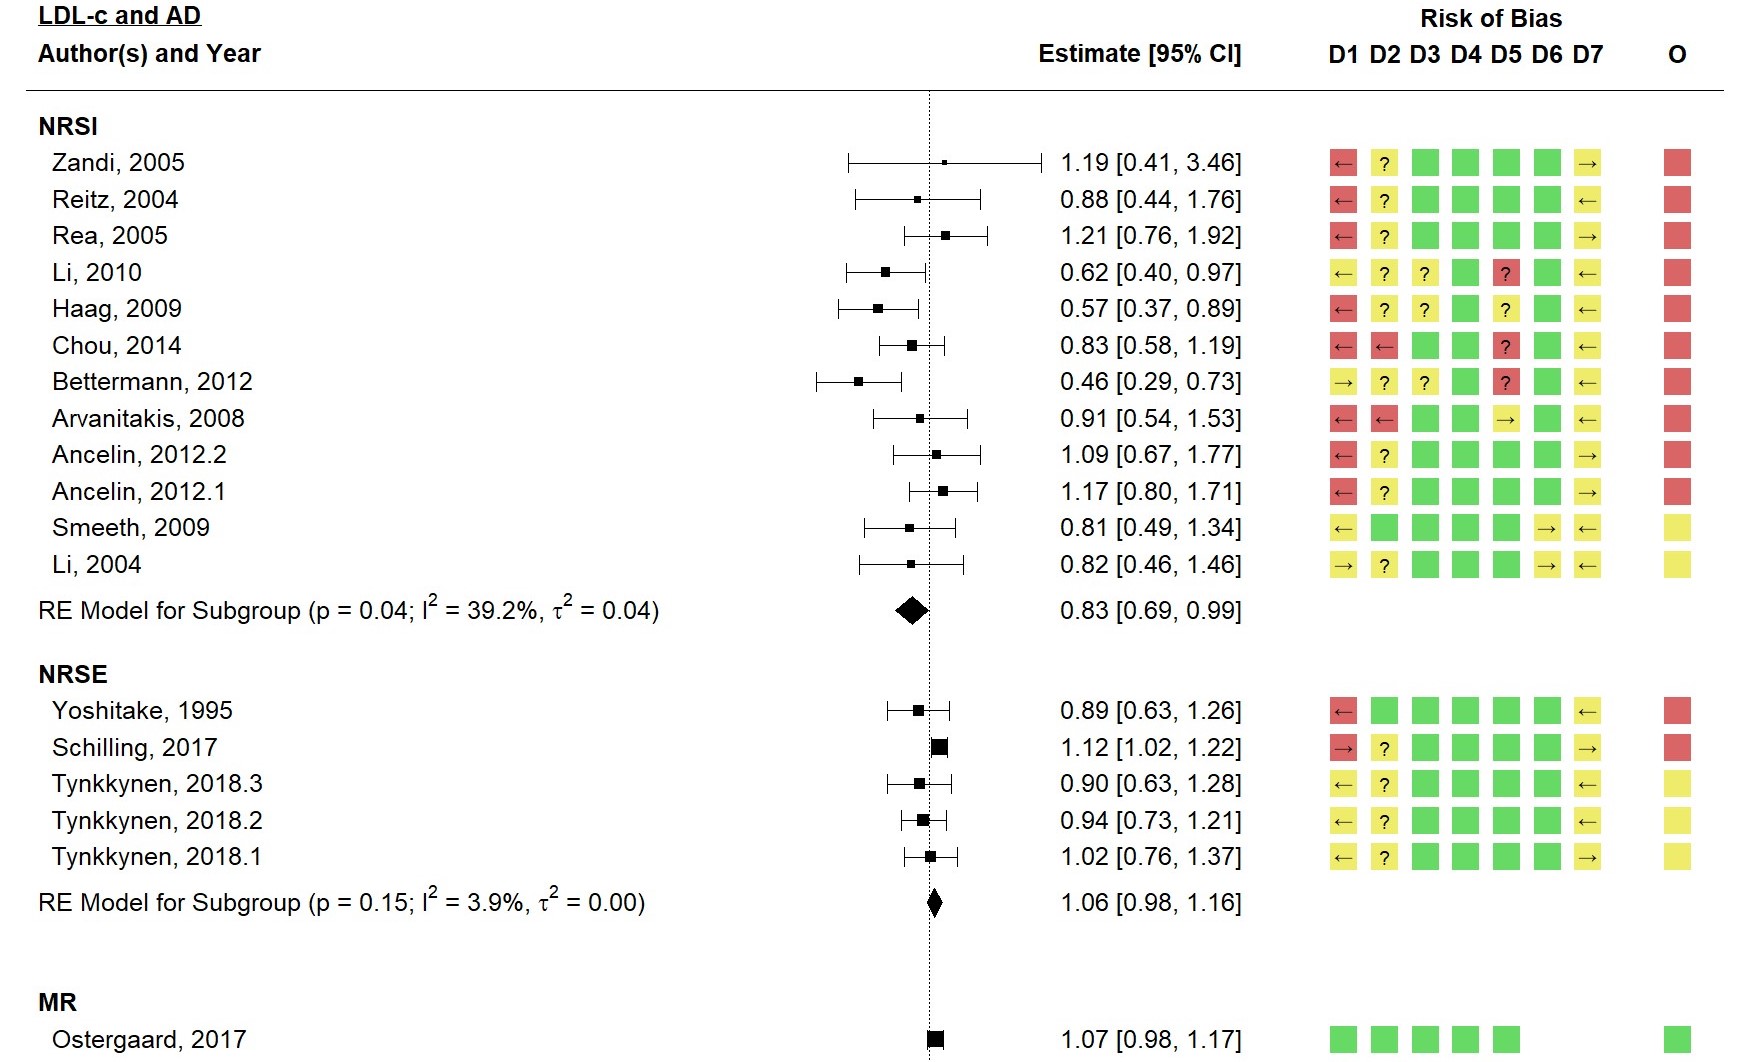 LDL-c and AD Risk of Bias
Author(s) and Year Estimate [95% CI] D1 D2 D3 D4 D5 D6 D7 O
NRSI
Zandi, 2005 1.19 [0.41, 3.46] ← ? →
Reitz, 2004 0.88 [0.44, 1.76] ← ? ←
Rea, 2005 1.21 [0.76, 1.92] ← ? →
Li, 2010 0.62 [0.40, 0.97] ← ? ? ? ←
Haag, 2009 0.57 [0.37, 0.89] ← ? ? ? ←
Chou, 2014 0.83 [0.58, 1.19] ← ← ? ←
Bettermann, 2012 0.46 [0.29, 0.73] → ? ? ? ←
Arvanitakis, 2008 0.91 [0.54, 1.53] ← ← → ←
Ancelin, 2012.2 1.09 [0.67, 1.77] ← ? →
Ancelin, 2012.1 1.17 [0.80, 1.71] ← ? →
Smeeth, 2009 0.81 [0.49, 1.34] ← → ←
Li, 2004 0.82 [0.46, 1.46] → ? → ←
RE Model for Subgroup (p = 0.04; I² = 39.2%, τ² = 0.04) 0.83 [0.69, 0.99]
NRSE
Yoshitake, 1995 0.89 [0.63, 1.26] ← ←
Schilling, 2017 1.12 [1.02, 1.22] → ? →
Tynkkynen, 2018.3 0.90 [0.63, 1.28] ← ? ←
Tynkkynen, 2018.2 0.94 [0.73, 1.21] ← ? ←
Tynkkynen, 2018.1 1.02 [0.76, 1.37] ← ? →
RE Model for Subgroup (p = 0.15; I² = 3.9%, τ² = 0.00) 1.06 [0.98, 1.16]
MR
Ostergaard, 2017 1.07 [0.98, 1.17]